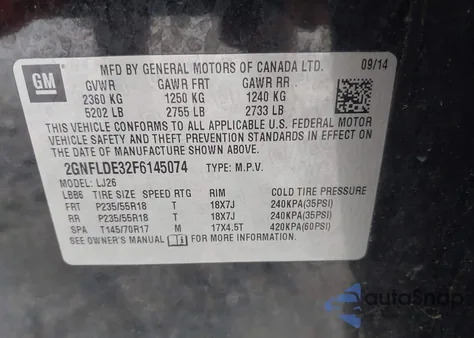 MFD BY GENERAL MOTORS OF CANADA LTD. 09/14
GM
GVWR GAWR FRT GAWR RR
2360 KG 1250 KG 1240 KG
5202 LB 2755 LB 2733 LB
THIS VEHICLE CONFORMS TO ALL APPLICABLE U.S. FEDERAL MOTOR
VEHICLE SAFETY AND THEFT PREVENTION STANDARDS IN EFFECT ON
THE DATE OF MANUFACTURE SHOWN ABOVE.
2GNFLDE32F6145074 TYPE: M.P.V.
MODEL: LJ26
LBB6 TIRE SIZE SPEED RTG RIM COLD TIRE PRESSURE
FRT P235/55R18 T 18X7J 240KPA(35PSI)
RR P235/55R18 T 18X7J 240KPA(35PSI)
SPA T145/70R17 M 17X4.5T 420KPA(60PSI)
SEE OWNER'S MANUAL FOR MORE INFORMATION.
autoSnap